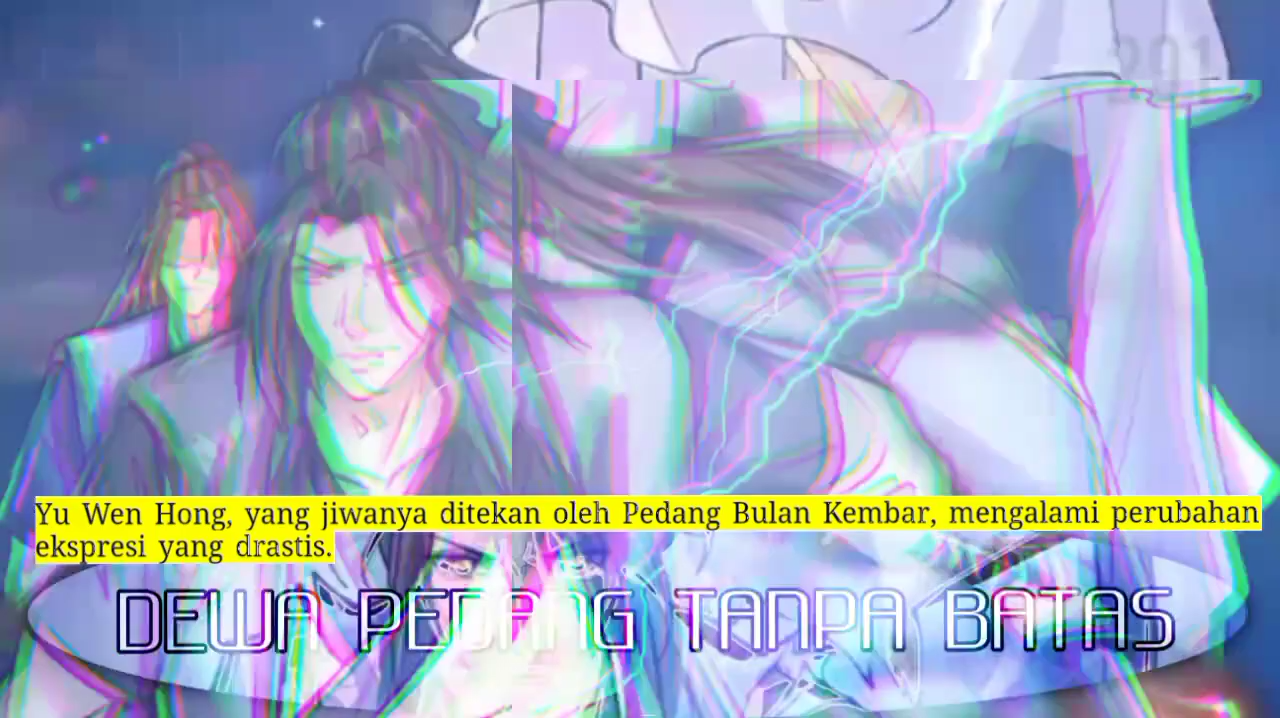 201
Yu Wen Hong, yang jiwanya ditekan oleh Pedang Bulan Kembar, mengalami perubahan
ekspresi yang drastis.
DEWA PEDANG TANPA BATAS